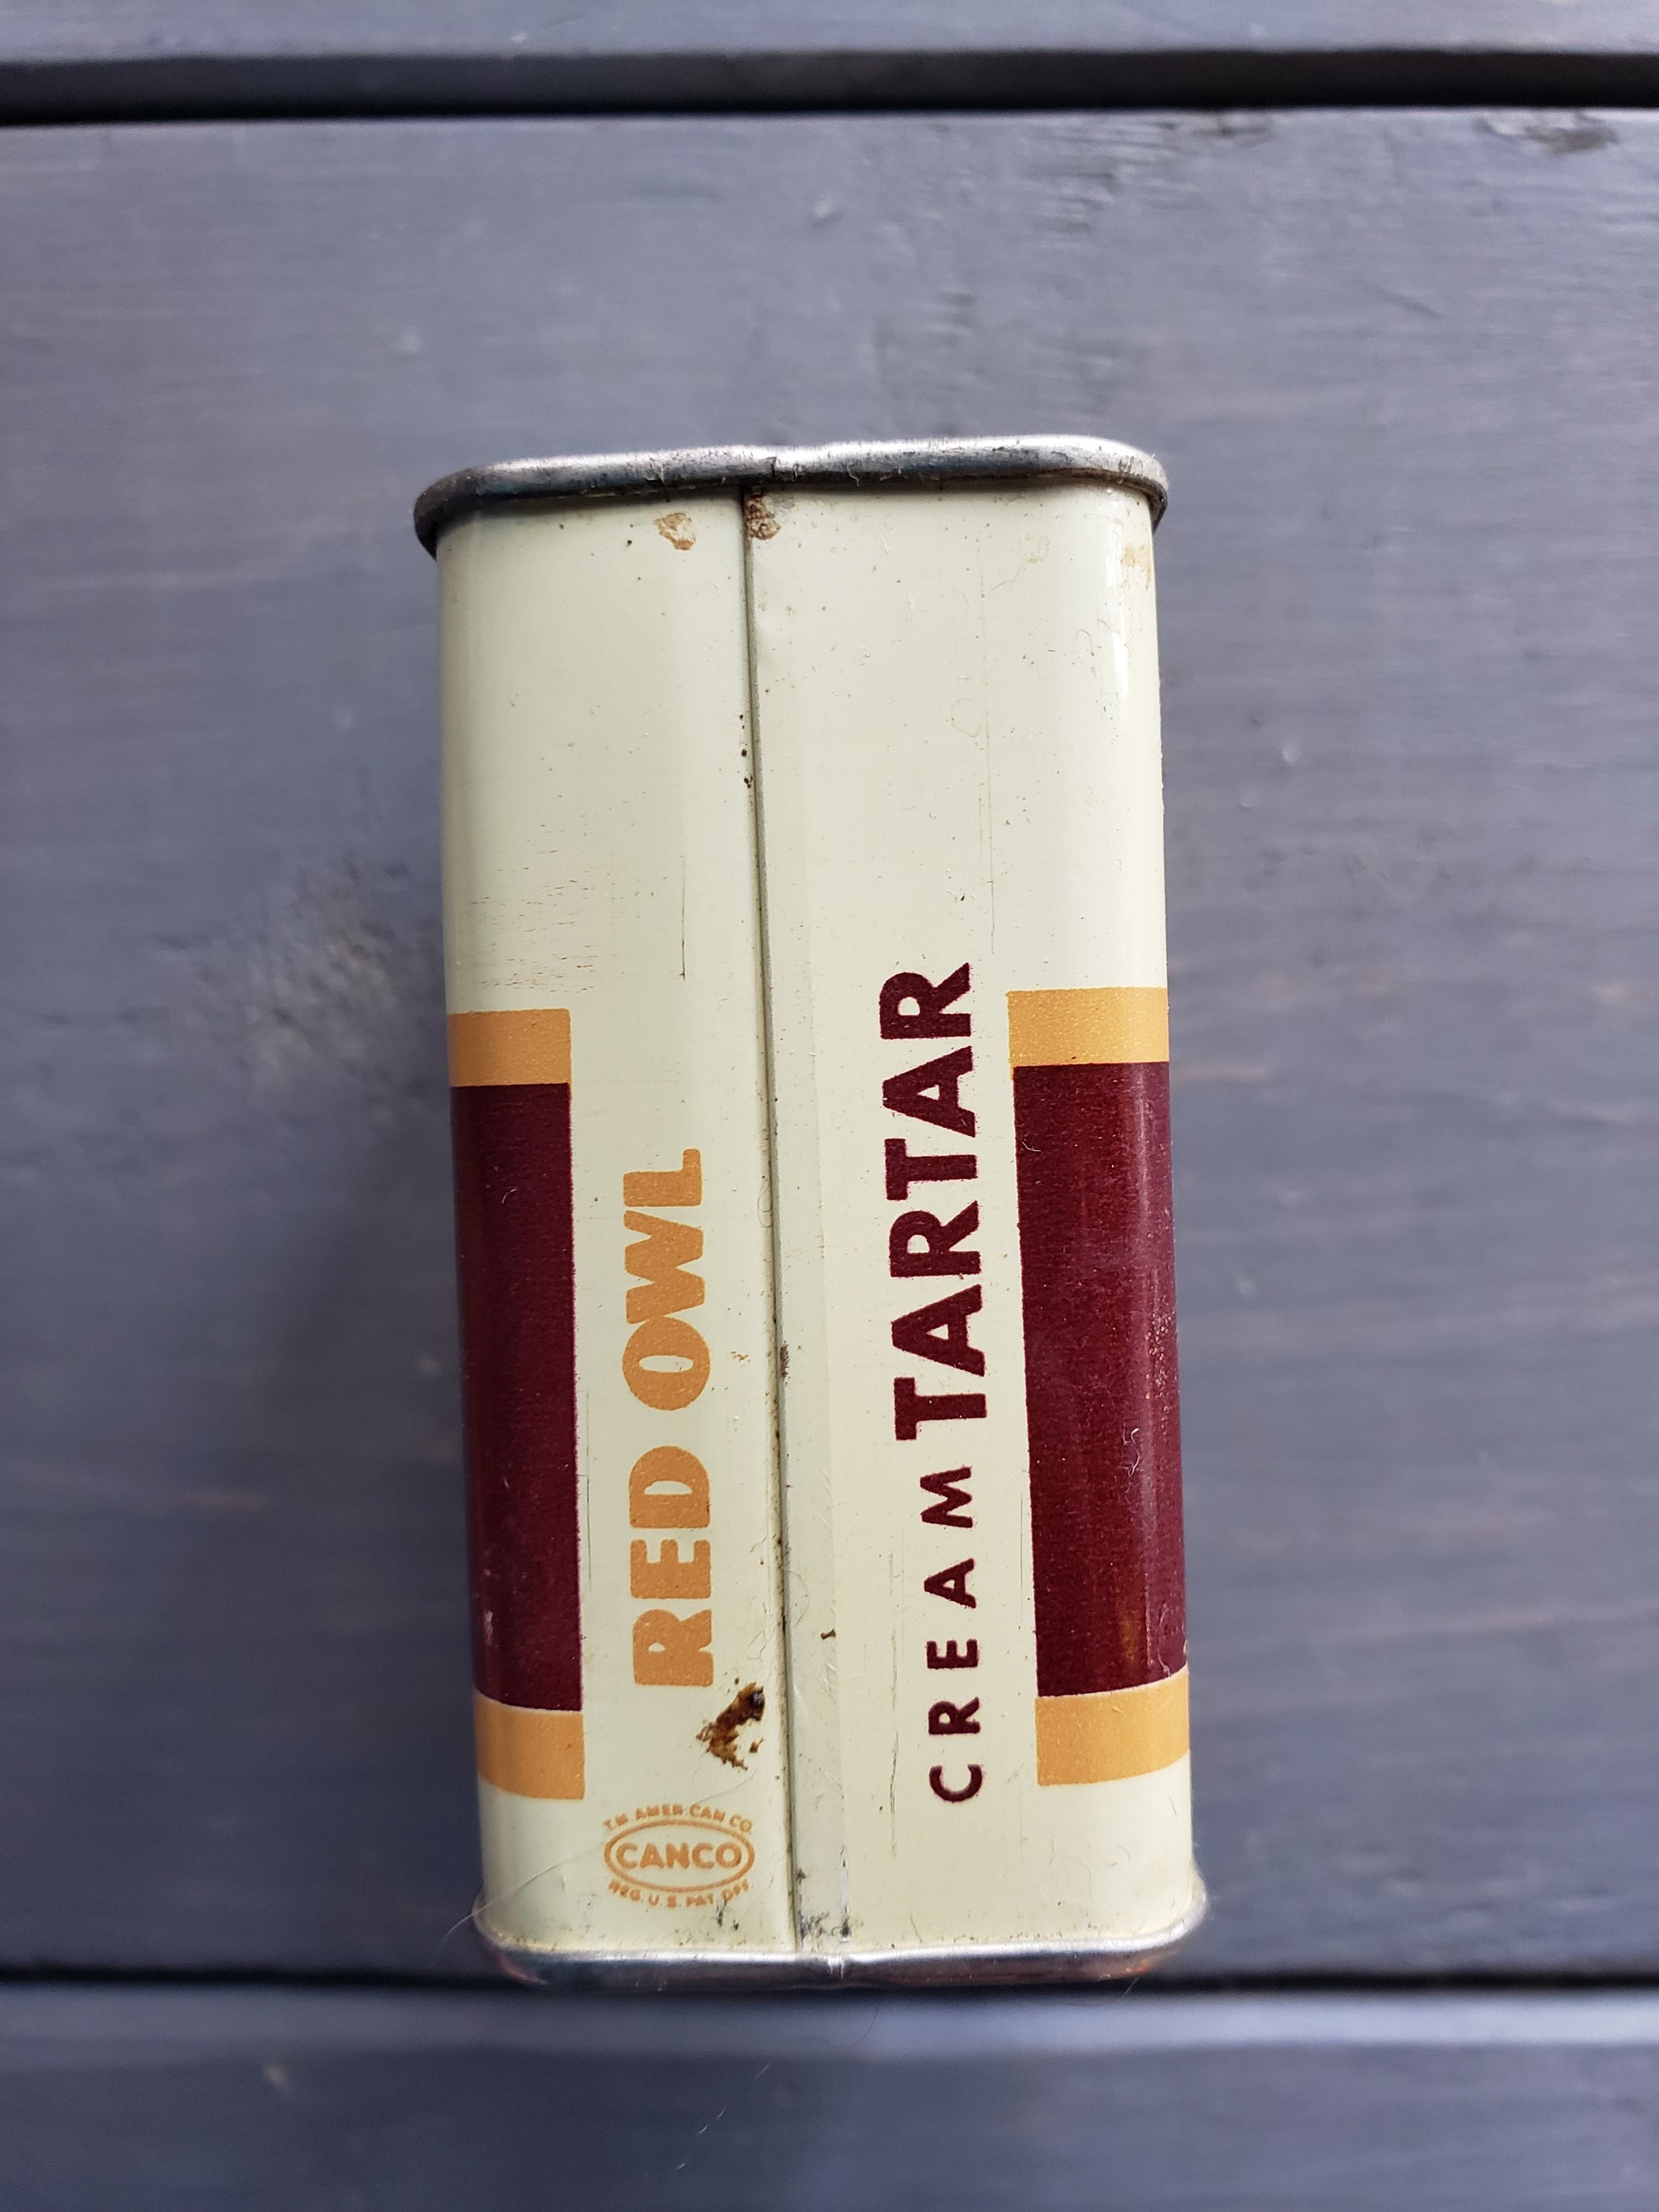 RED OWL
CREAM TARTAR
T.M. AMER. CAN CO.
CANCO
REG. U.S. PAT. OFF.